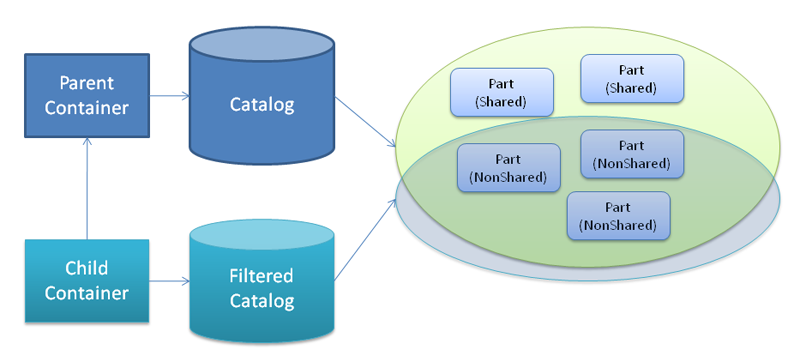 Parent
Container
Catalog
Part
(Shared)
Part
(Shared)
Part
(NonShared)
Part
(NonShared)
Part
(NonShared)
Child
Container
Filtered
Catalog